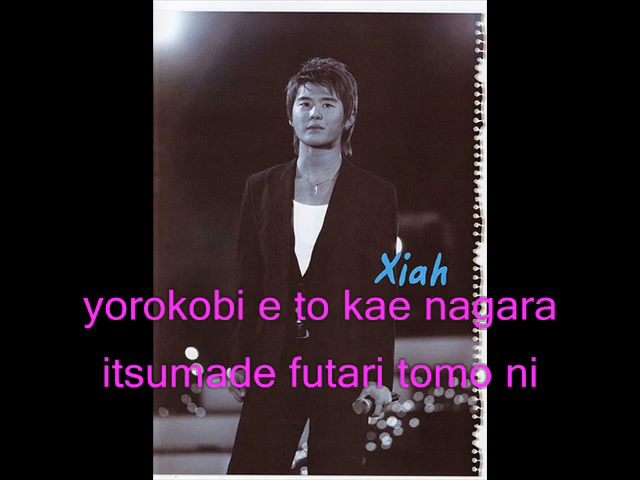 Xiah
yorokobi e to kae nagara
itsumade futari tomo ni